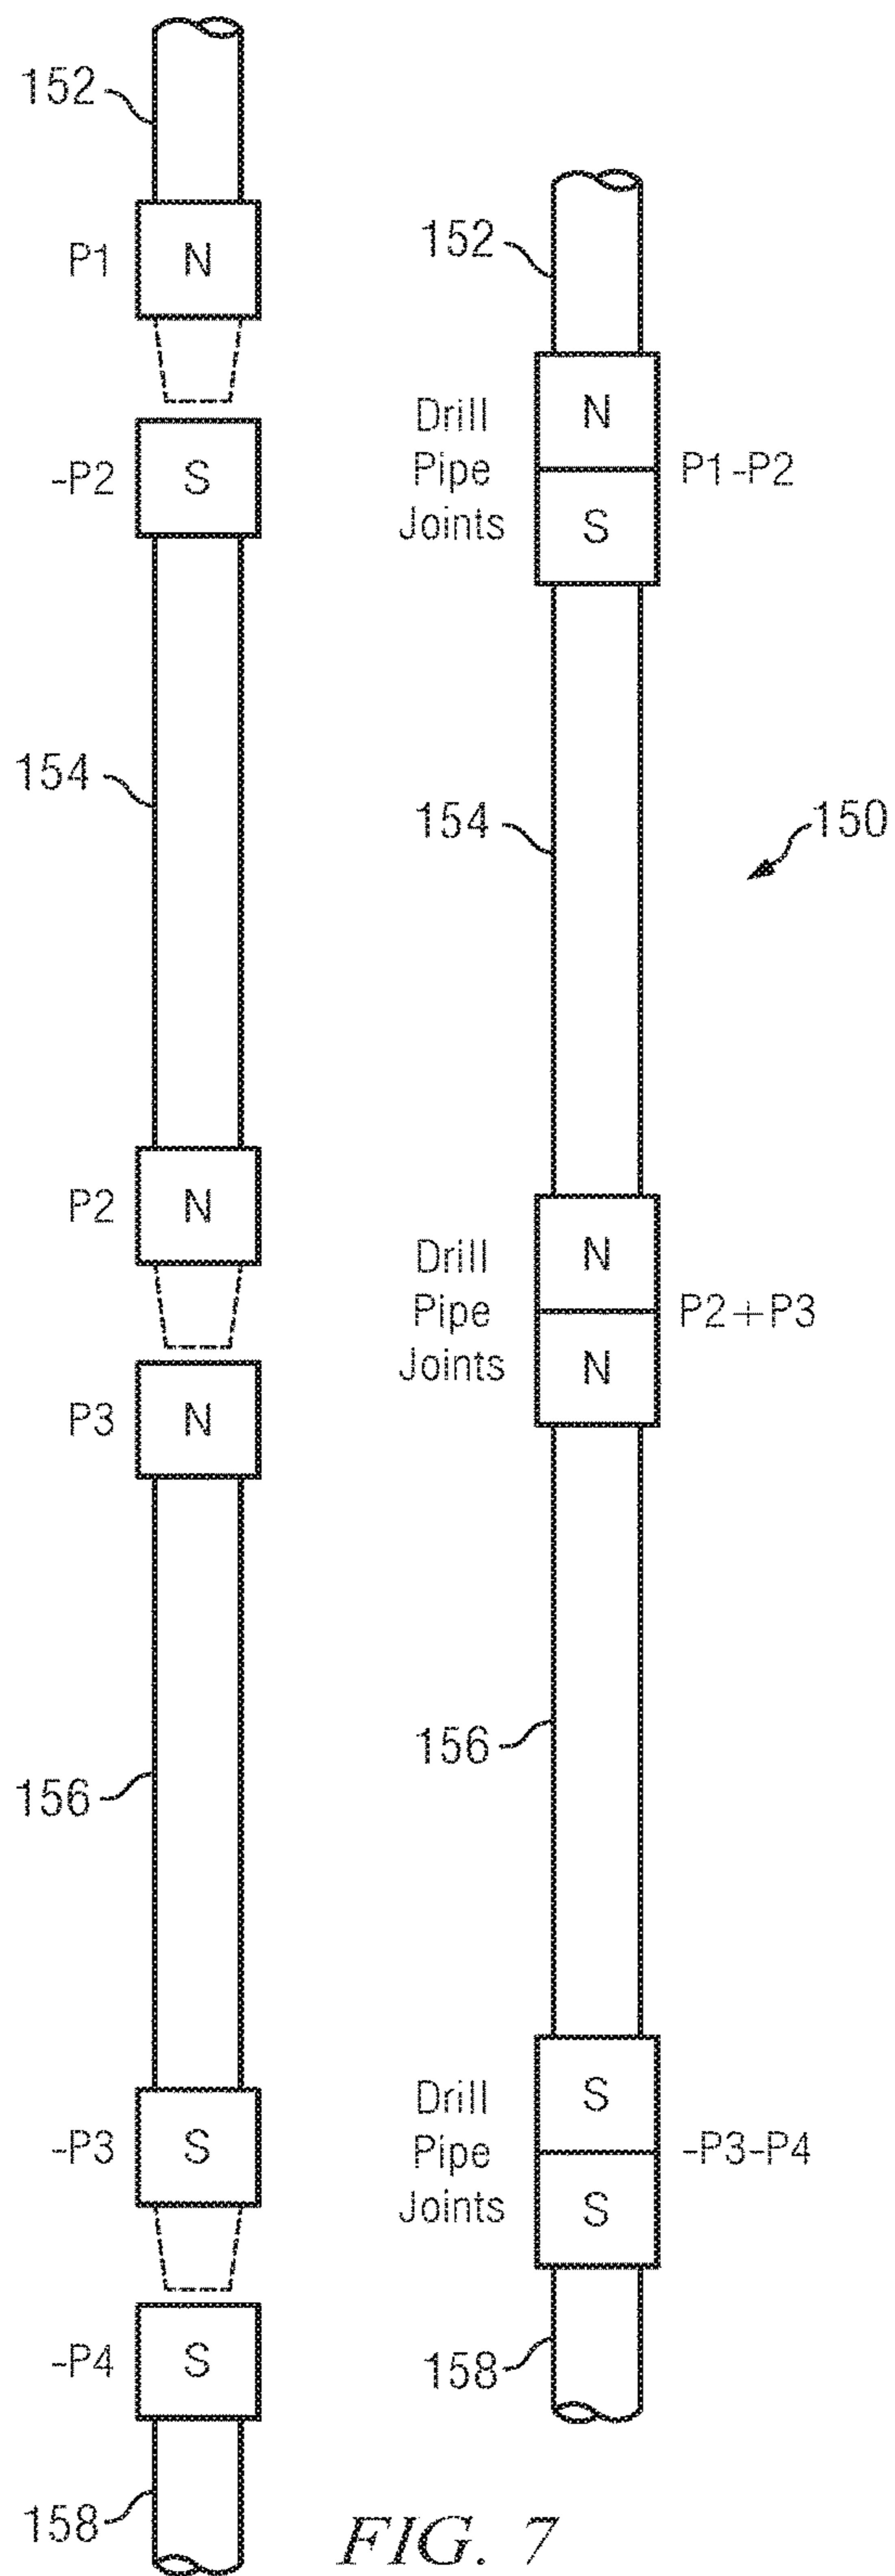 152
P1 N
-P2 S
154
P2 N
P3 N
156
-P3 S
-P4 S
158
152
Drill
Pipe
Joints
N
S
P1-P2
154
150
Drill
Pipe
Joints
N
N
P2+P3
156
Drill
Pipe
Joints
S
S
-P3-P4
158
FIG. 7